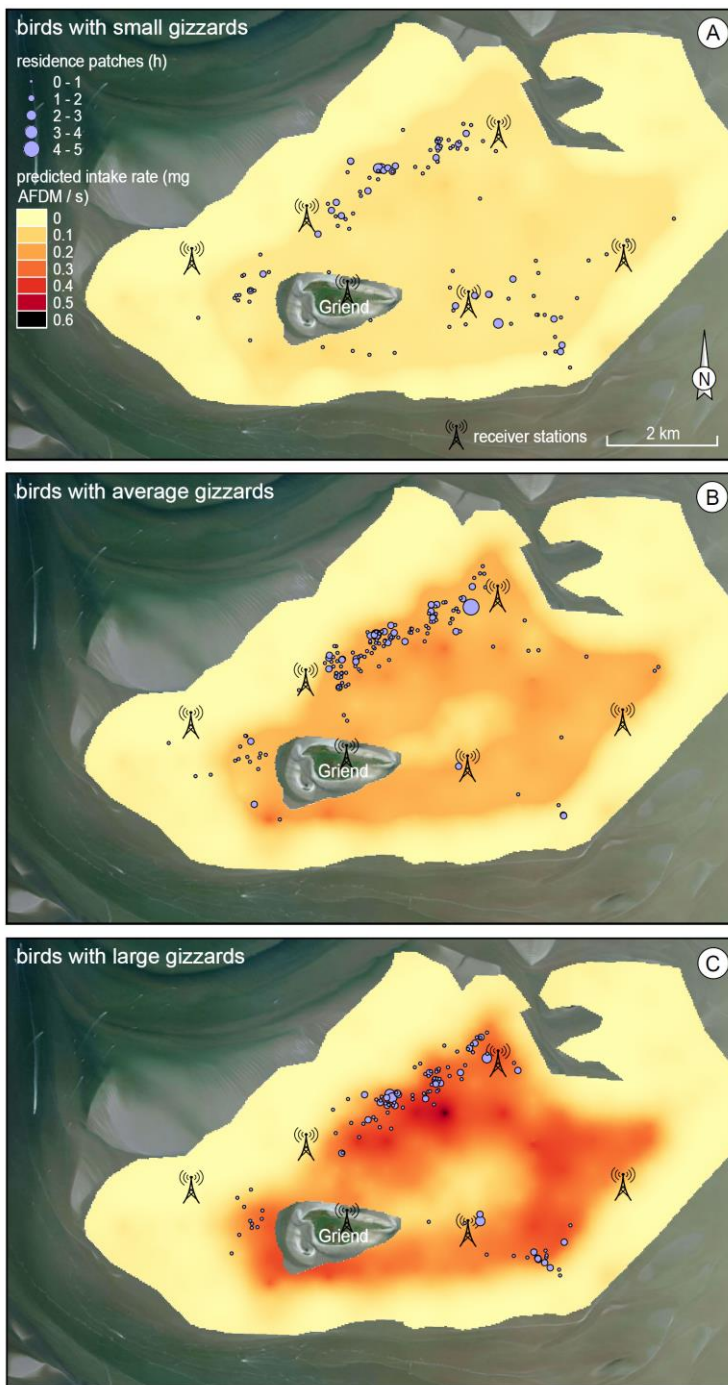 birds with small gizzards
A
residence patches (h)
0 - 1
1 - 2
2 - 3
3 - 4
4 - 5
predicted intake rate (mg
AFDM / s)
0
0.1
0.2
0.3
0.4
0.5
0.6
Griend
N
receiver stations
2 km
birds with average gizzards
B
Griend
birds with large gizzards
C
Griend